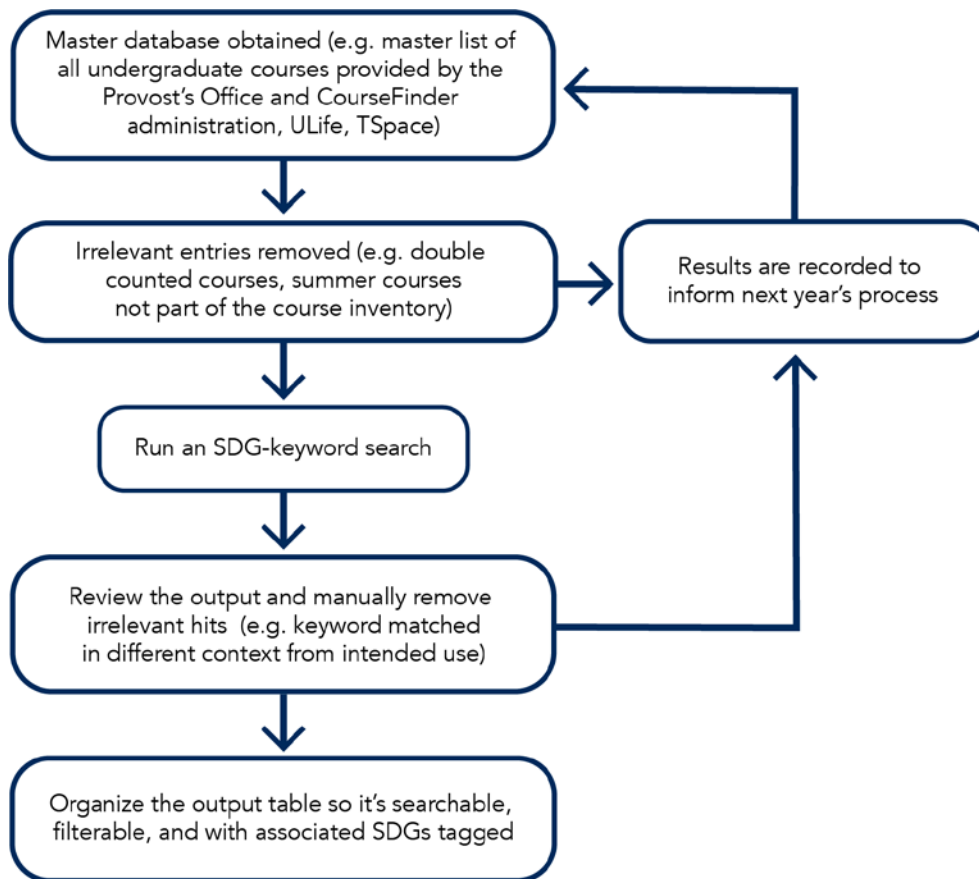 Master database obtained (e.g. master list of
all undergraduate courses provided by the
Provost's Office and CourseFinder
administration, ULife, TSpace)
Irrelevant entries removed (e.g. double
counted courses, summer courses
not part of the course inventory)
Results are recorded to
inform next year's process
Run an SDG-keyword search
Review the output and manually remove
irrelevant hits (e.g. keyword matched
in different context from intended use)
Organize the output table so it's searchable,
filterable, and with associated SDGs tagged